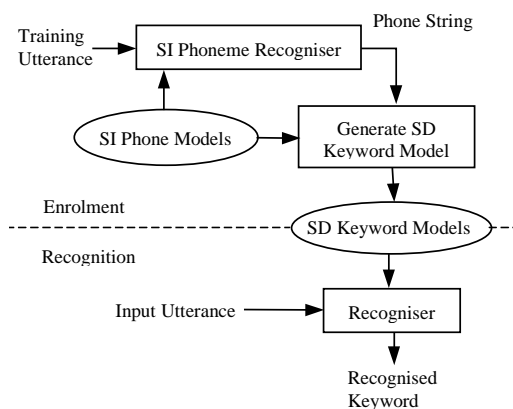 Training
Utterance
SI Phoneme Recogniser
Phone String
SI Phone Models
Generate SD
Keyword Model
Enrolment
SD Keyword Models
Recognition
Input Utterance
Recogniser
Recognised
Keyword